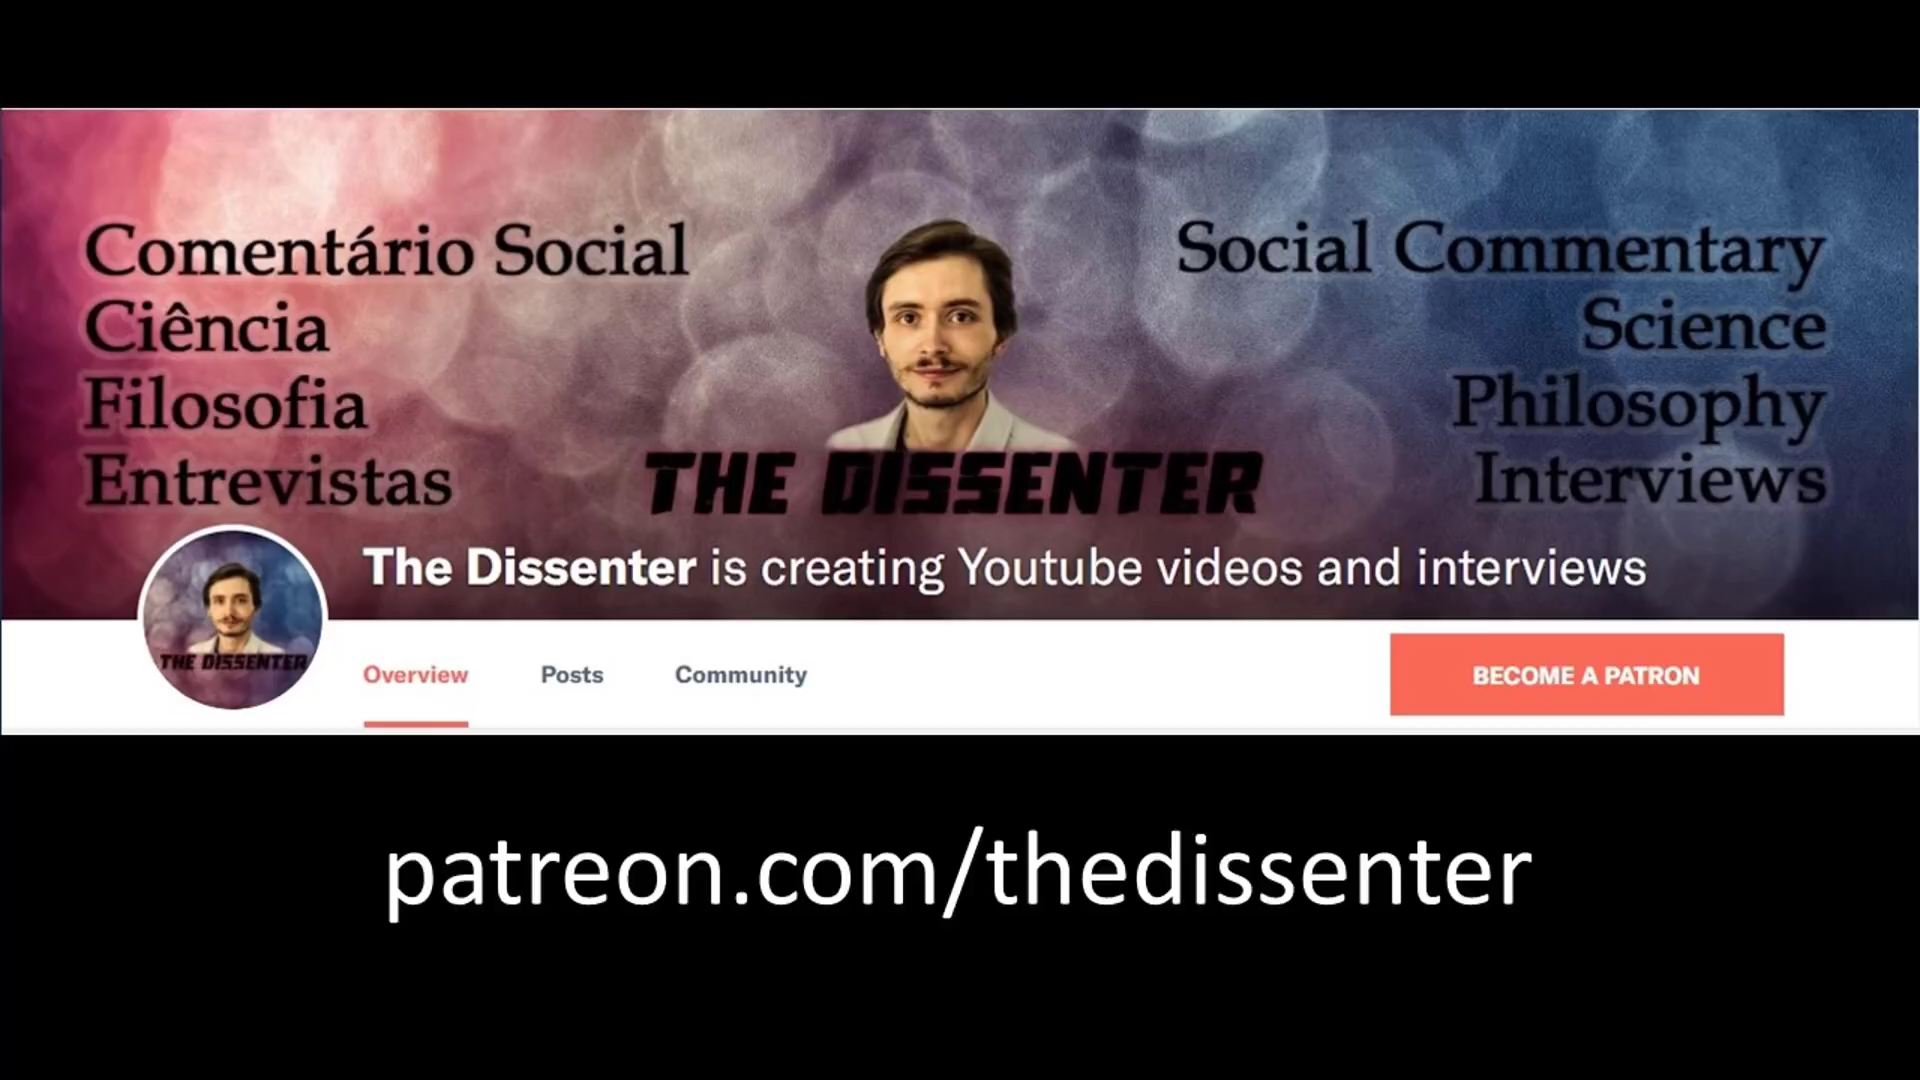 Comentário Social
Ciência
Filosofia
Entrevistas
Social Commentary
Science
Philosophy
Interviews
THE DISSENTER
The Dissenter is creating Youtube videos and interviews
THE DISSENTER
Overview Posts Community
BECOME A PATRON
patreon.com/thedissenter